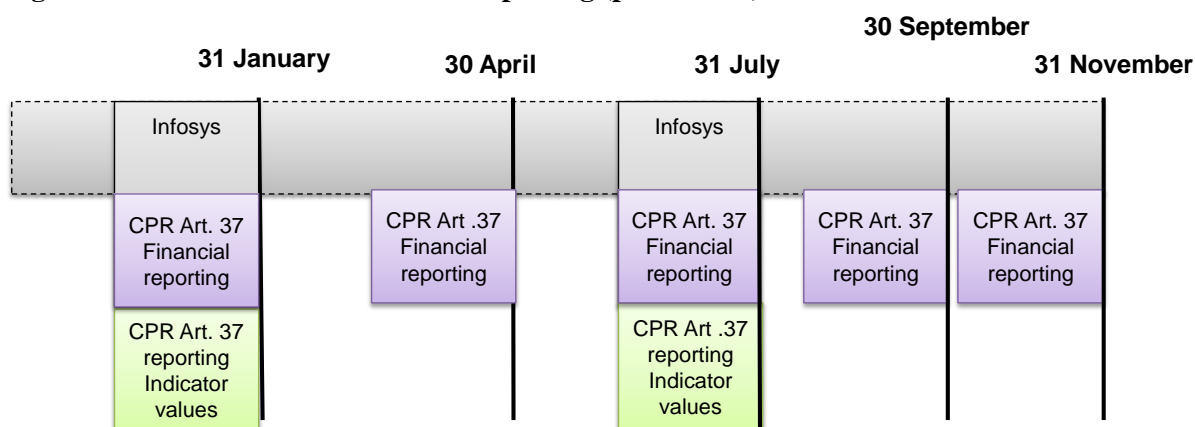 30 September
31 January
30 April
31 July
31 November
Infosys
Infosys
CPR Art. 37
Financial
reporting
CPR Art .37
Financial
reporting
CPR Art. 37
Financial
reporting
CPR Art. 37
Financial
reporting
CPR Art. 37
Financial
reporting
CPR Art. 37
reporting
Indicator
values
CPR Art .37
reporting
Indicator
values